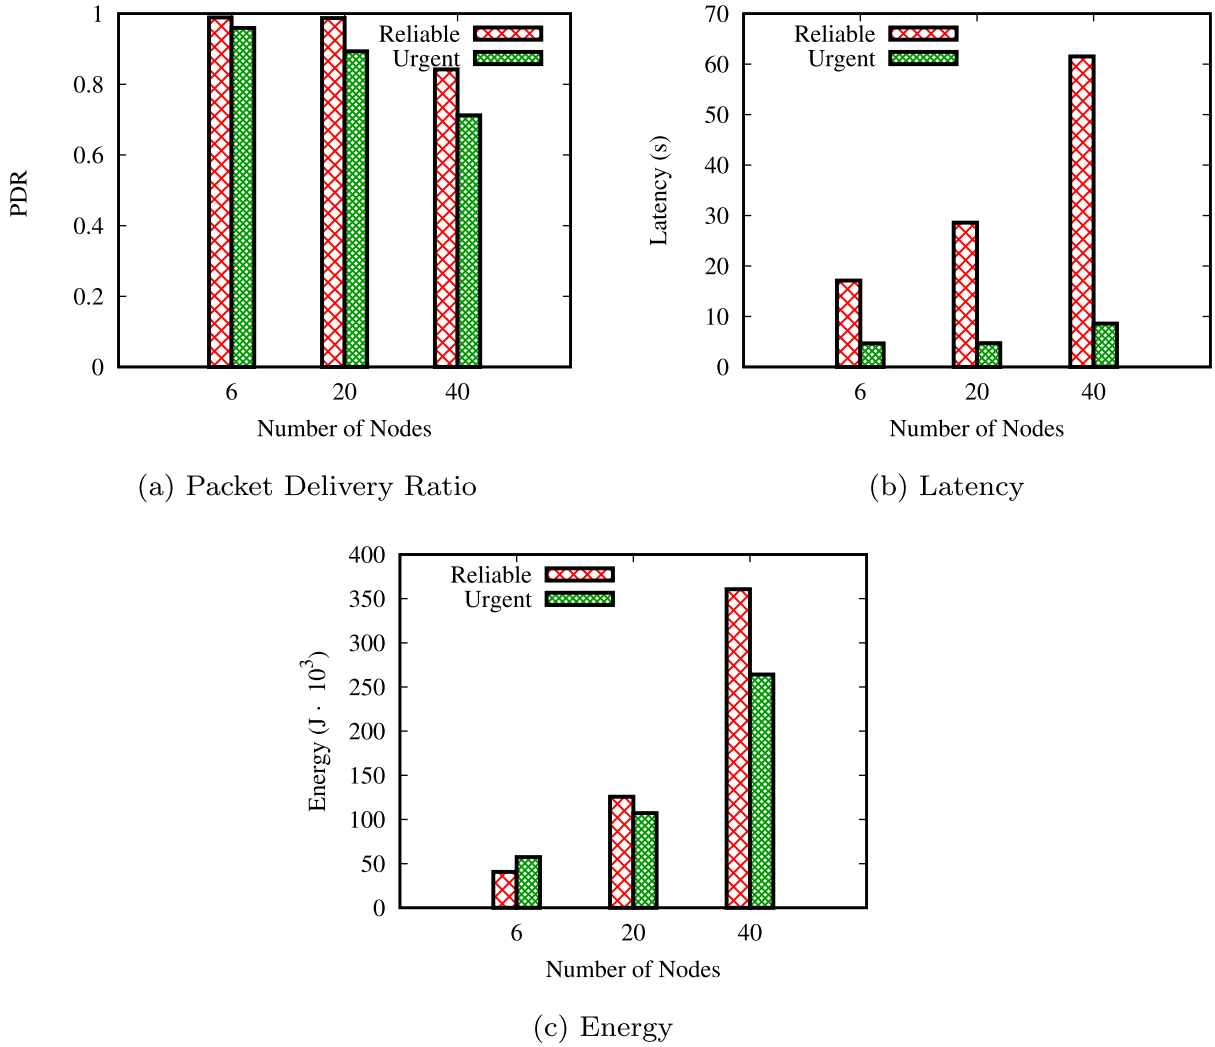 1
0.8
0.6
0.4
0.2
0
PDR
Reliable
Urgent
6 20 40
Number of Nodes
(a) Packet Delivery Ratio
70
60
50
40
30
20
10
0
Latency (s)
Reliable
Urgent
6 20 40
Number of Nodes
(b) Latency
400
350
300
250
200
150
100
50
0
Energy (J · 10³)
Reliable
Urgent
6 20 40
Number of Nodes
(c) Energy